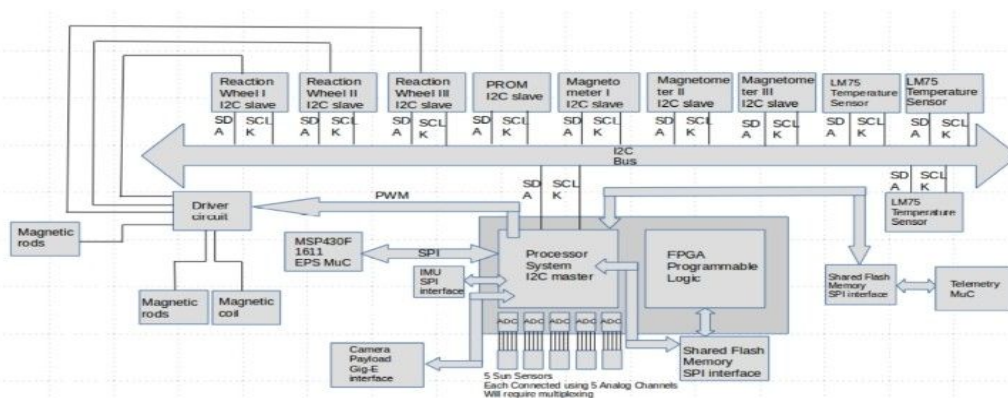 Reaction
Wheel I
I2C slave
Reaction
Wheel II
I2C slave
Reaction
Wheel III
I2C slave
PROM
I2C slave
Magneto
meter I
I2C slave
Magnetome
ter II
I2C slave
Magnetome
ter III
I2C slave
LM75
Temperature
Sensor
LM75
Temperature
Sensor
SD
A
SCL
K
SD
A
SCL
K
SD
A
SCL
K
SD
A
SCL
K
SD
A
SCL
K
SD
A
SCL
K
SD
A
SCL
K
SD
A
SCL
K
SD
A
SCL
K
I2C
Bus
SD
A
SCL
K
SD
A
SCL
K
LM75
Temperature
Sensor
PWM
Driver
circuit
Magnetic
rods
MSP430F
1611
EPS MuC
SPI
Processor
System
I2C master
FPGA
Programmable
Logic
IMU
SPI
interface
Shared Flash
Memory
SPI interface
Telemetry
MuC
Magnetic
rods
Magnetic
coil
ADC
ADC
ADC
ADC
ADC
Camera
Payload
Gig-E
interface
Shared Flash
Memory
SPI interface
5 Sun Sensors
Each Connected using 5 Analog Channels
Will require multiplexing